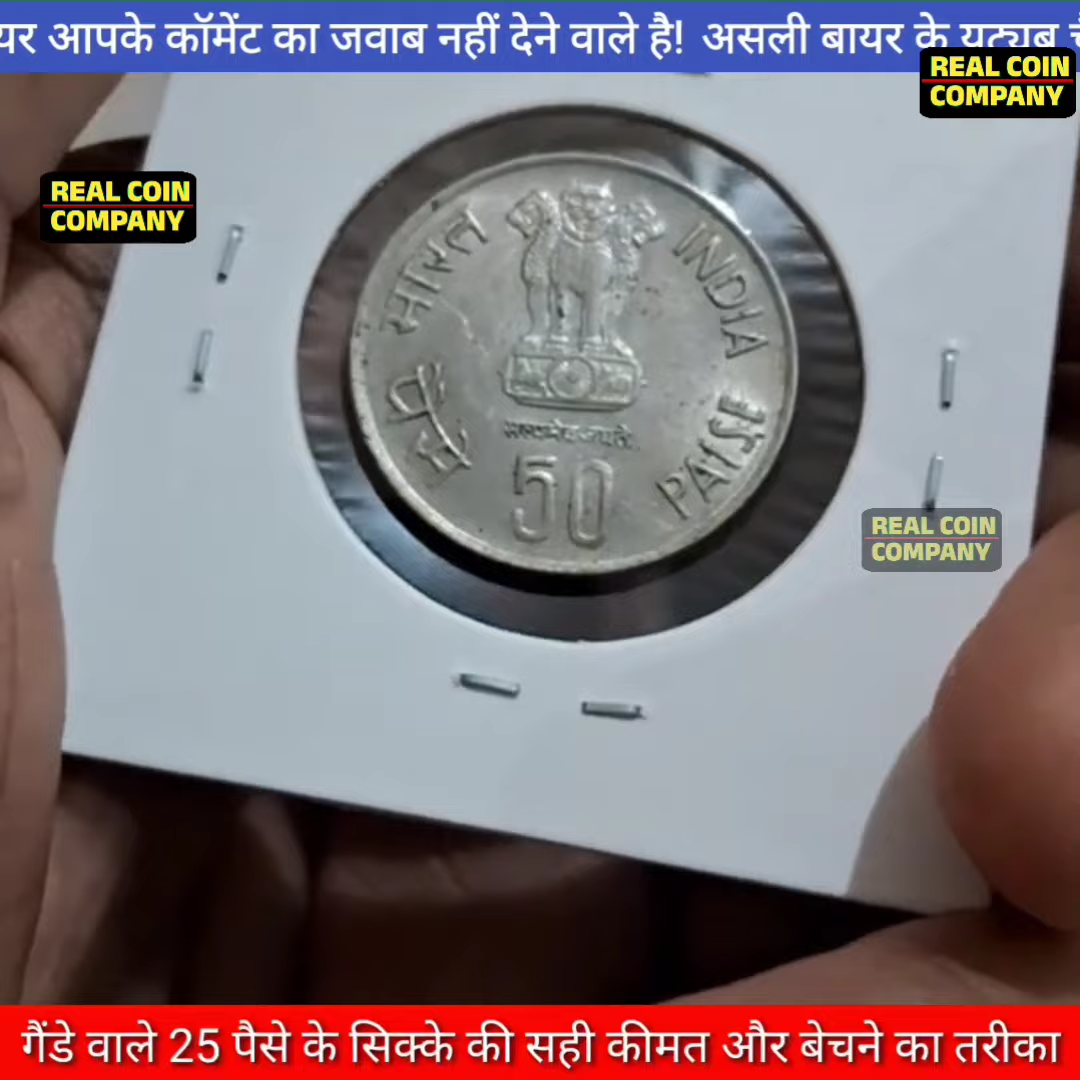 आपके कॉमेंट का जवाब नहीं देने वाले है! असली बायर के
REAL COIN
COMPANY
REAL COIN
COMPANY
भारत
INDIA
पैसे
PAISE
सत्यमेव जयते
50
REAL COIN
COMPANY
गैंडे वाले 25 पैसे के सिक्के की सही कीमत और बेचने का तरीका